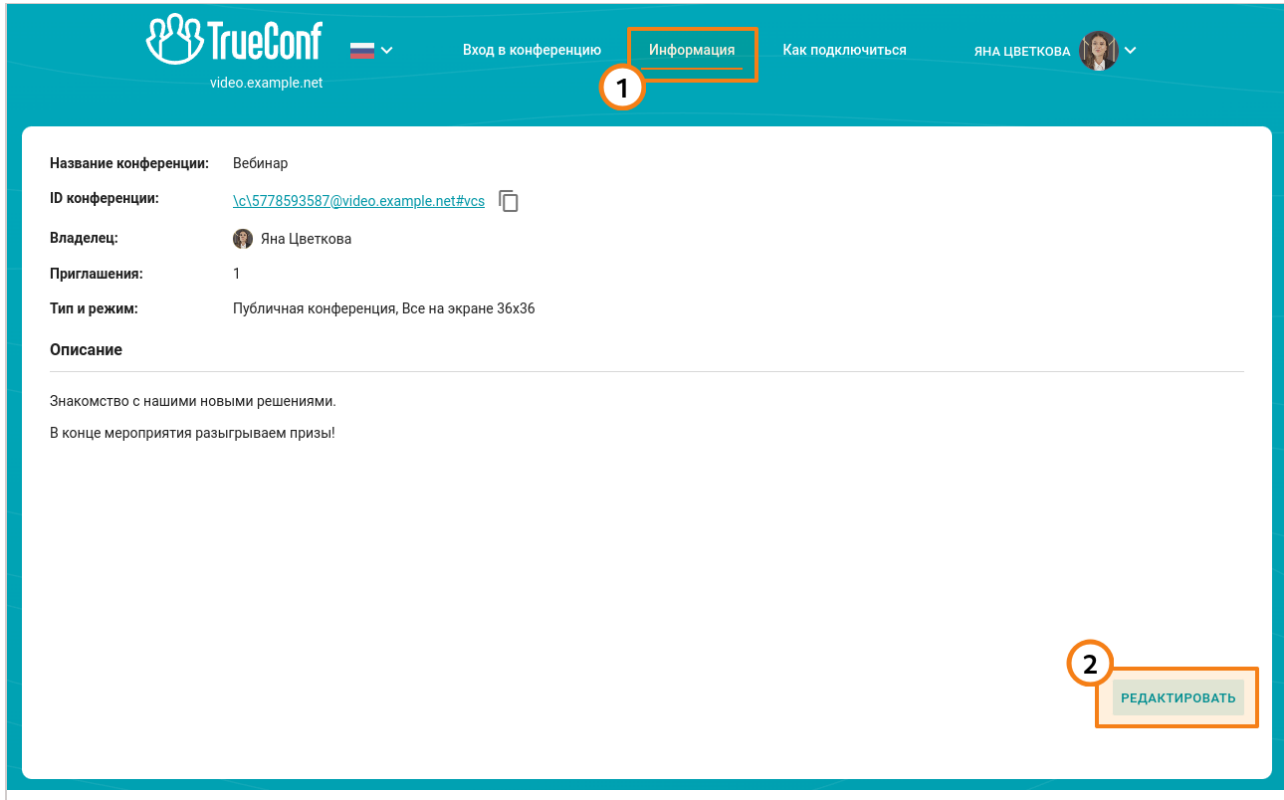 TrueConf
video.example.net
Вход в конференцию
Информация
Как подключиться
ЯНА ЦВЕТКОВА
1
Название конференции: Вебинар
ID конференции: \c\5778593587@video.example.net#vcs
Владелец: Яна Цветкова
Приглашения: 1
Тип и режим: Публичная конференция, Все на экране 36x36
Описание
Знакомство с нашими новыми решениями.
В конце мероприятия разыгрываем призы!
2
РЕДАКТИРОВАТЬ